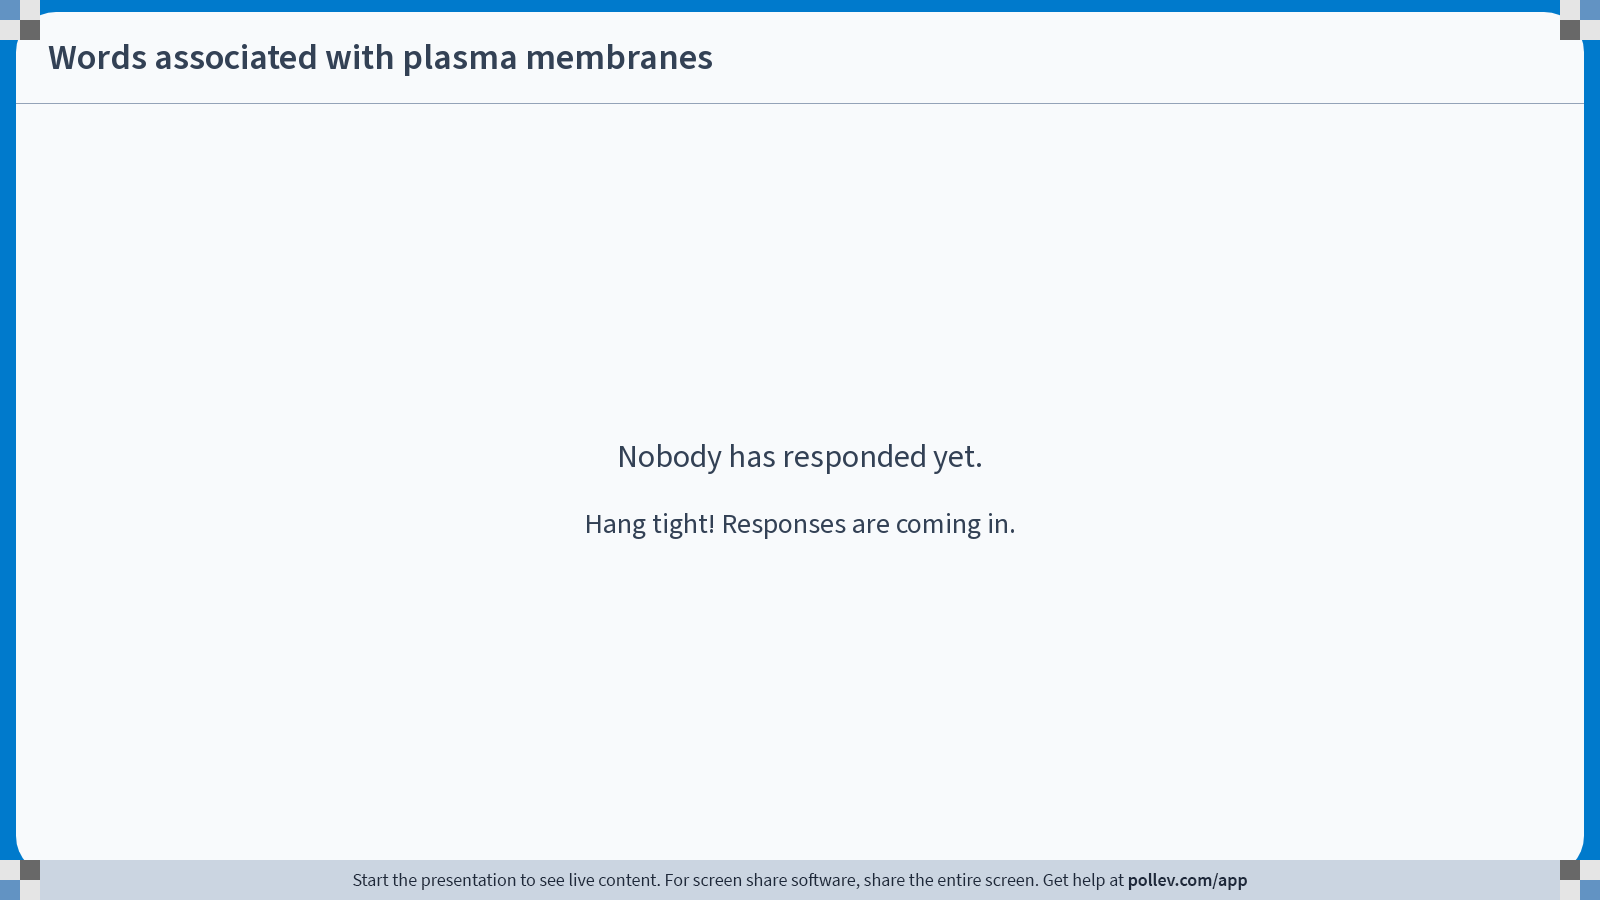 Words associated with plasma membranes
Nobody has responded yet.
Hang tight! Responses are coming in.
Start the presentation to see live content. For screen share software, share the entire screen. Get help at pollev.com/app